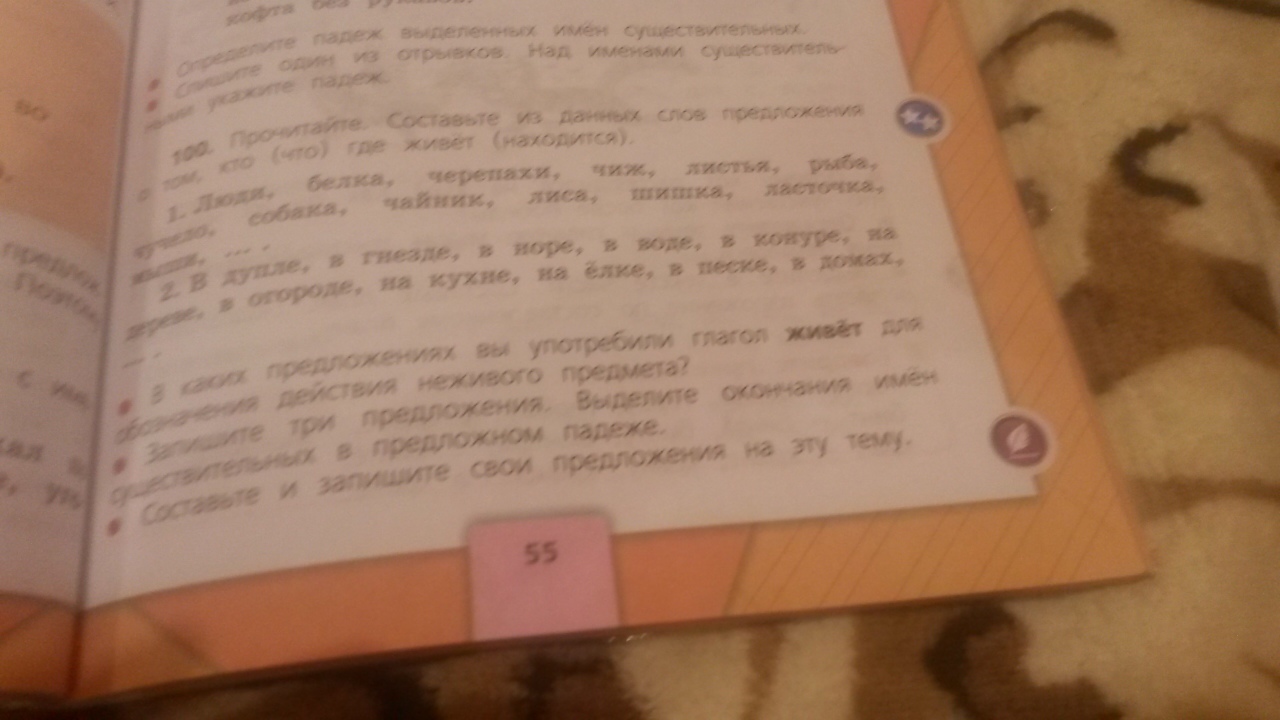 кофта без рукавов.
• Определите падеж выделенных имён существительных.
• Спишите один из отрывков. Над именами существитель-
ными укажите падеж.
100. Прочитайте. Составьте из данных слов предложения
о том, кто (что) где живёт (находится).
1. Люди, белка, черепахи, чиж, листья, рыба,
чучело, собака, чайник, лиса, шишка, ласточка,
мыши, ... .
2. В дупле, в гнезде, в норе, в воде, в конуре, на
дереве, в огороде, на кухне, на ёлке, в песке, в домах,
... .
• В каких предложениях вы употребили глагол живёт для
обозначения действия неживого предмета?
• Запишите три предложения. Выделите окончания имён
существительных в предложном падеже.
• Составьте и запишите свои предложения на эту тему.
55
во
предлож
Поэтом
с им